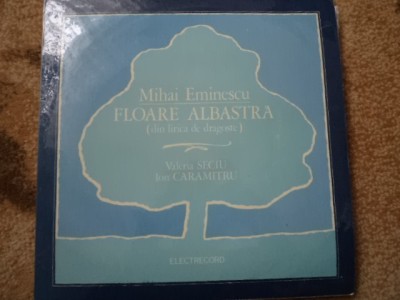 Mihai Eminescu
FLOARE ALBASTRA
(din lirica de dragoste)
Valeria SECIU
Ion CARAMITRU
ELECTRECORD